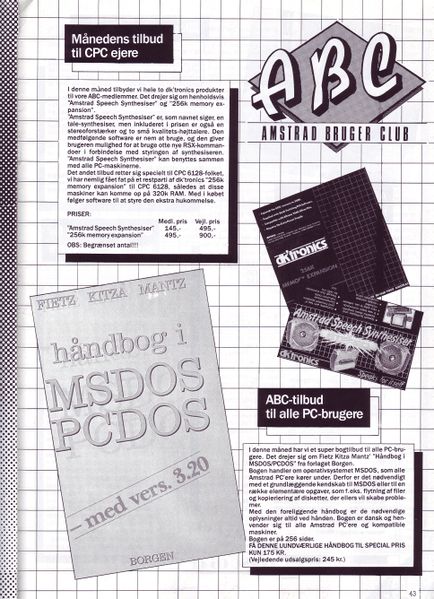 Månedens tilbud
til CPC ejere
ABC
AMSTRAD BRUGER CLUB
I denne måned tilbyder vi hele to dk'tronics produkter
til vore ABC-medlemmer. Det drejer sig om henholdsvis
"Amstrad Speech Synthesiser" og "256k memory ex-
pansion".
"Amstrad Speech Synthesiser" er, som navnet siger, en
tale-synthesiser, men inkluderet i prisen er også en
stereoforstærker og to små kvalitets-højttalere. Den
medfølgende software er nem at bruge, og den giver
brugeren mulighed for at bruge otte nye RSX-komman-
doer i forbindelse med styringen af synthesiseren.
"Amstrad Speech Synthesiser" kan benyttes sammen
med alle PC-maskinerne.
Det andet tilbud retter sig specielt til CPC 6128-folket,
vi har nemlig fået fat på et restparti af dk'tronics "256k
memory expansion" til CPC 6128, således at disse
maskiner kan komme op på 320k RAM. Med i købet
følger software til at styre den ekstra hukommelse.
PRISER:
Medl. pris Vejl. pris
"Amstrad Speech Synthesiser" 145.- 495,-
"256k memory expansion" 495.- 900,-
OBS: Begrænset antal!!!
dk'tronics
256K
MEMORY EXPANSION
Amstrad Speech Synthesiser
dk'tronics
Speaks for itself
FIETZ KITZA MANTZ
håndbog i
MSDOS
PCDOS
– med vers. 3.20
BORGEN
ABC-tilbud
til alle PC-brugere
I denne måned har vi et super bogtilbud til alle PC-bru-
gere. Det drejer sig om Fietz Kitza Mantz' "Håndbog i
MSDOS/PCDOS" fra forlaget Borgen.
Bogen handler om operativsystemet MSDOS, som alle
Amstrad PC'ere kører under. Derfor er det nødvendigt
med et grundlæggende kendskab til MSDOS aller til en
række elementære opgaver, som f.eks. flytning af filer
og kopieriering af disketter, der ellers vil skabe proble-
mer.
Med den foreliggende håndbog er de nødvendige
oplysninger altid ved hånden. Bogen er dansk og hen-
vender sig til alle Amstrad PC'ere og kompatible
maskiner.
Bogen er på 256 sider.
FÅ DENNE UUNDVÆRLIGE HÅNDBOG TIL SPECIAL PRIS
KUN 175 KR.
(Vejledende udsalgspris: 245 kr.)
43